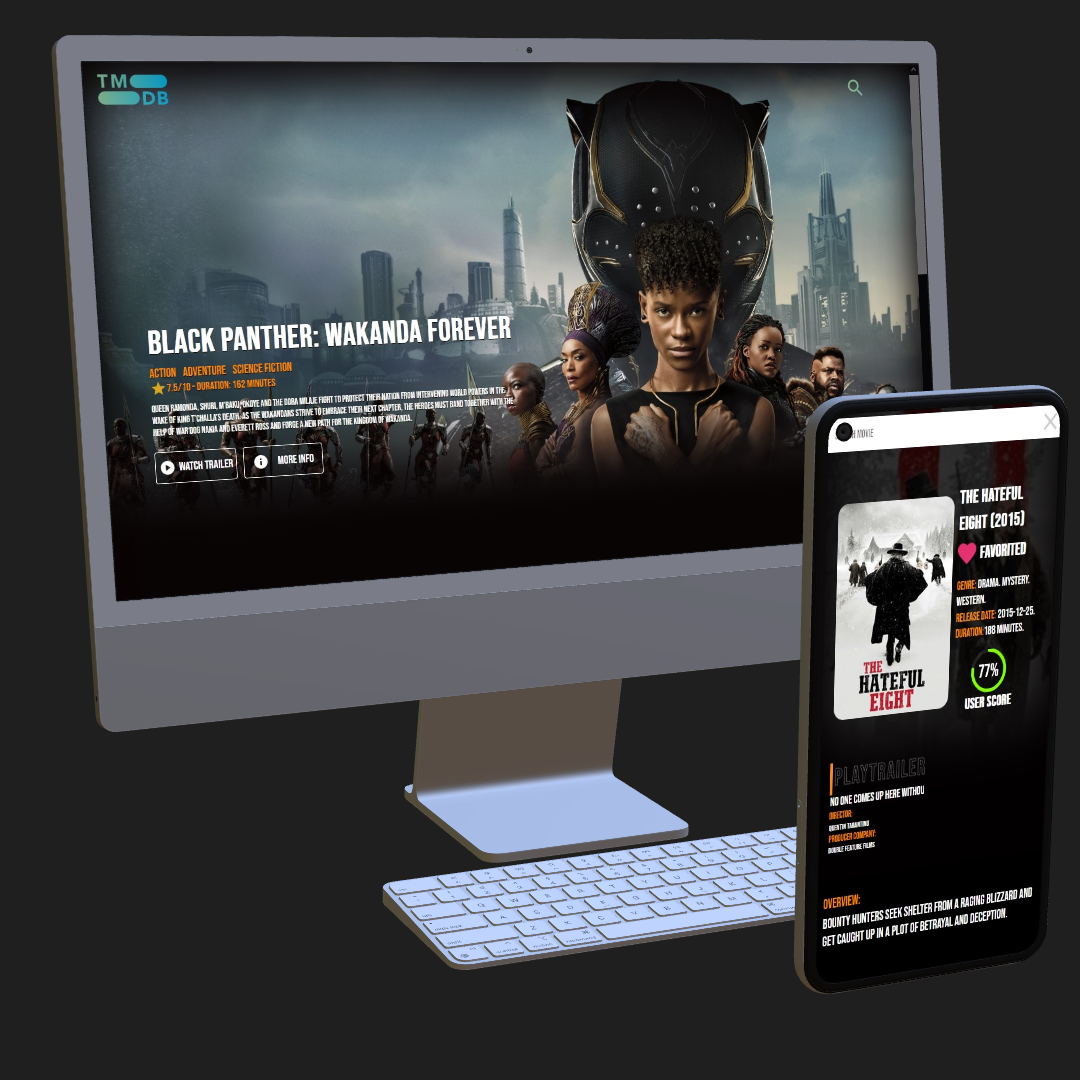 TM
DB
BLACK PANTHER: WAKANDA FOREVER
ACTION ADVENTURE SCIENCE FICTION
7.5/10 - DURATION: 162 MINUTES
QUEEN RAMONDA, SHURI, M'BAKU, OKOYE AND THE DORA MILAJE FIGHT TO PROTECT THEIR NATION FROM INTERVENING WORLD POWERS IN THE
WAKE OF KING T'CHALLA'S DEATH. AS THE WAKANDANS STRIVE TO EMBRACE THEIR NEXT CHAPTER, THE HEROES MUST BAND TOGETHER WITH THE
HELP OF WAR DOG NAKIA AND EVERETT ROSS AND FORGE A NEW PATH FOR THE KINGDOM OF WAKANDA.
WATCH TRAILER MORE INFO
MOVIE X
THE HATEFUL
EIGHT (2015)
FAVORITED
GENRE: DRAMA. MYSTERY.
WESTERN.
RELEASE DATE: 2015-12-25.
DURATION: 188 MINUTES.
77%
USER SCORE
THE
HATEFUL
EIGHT
PLAYTRAILER
NO ONE COMES UP HERE WITHOU
DIRECTOR:
QUENTIN TARANTINO
PRODUCER COMPANY:
DOUBLE FEATURE FILMS
OVERVIEW:
BOUNTY HUNTERS SEEK SHELTER FROM A RAGING BLIZZARD AND
GET CAUGHT UP IN A PLOT OF BETRAYAL AND DECEPTION.